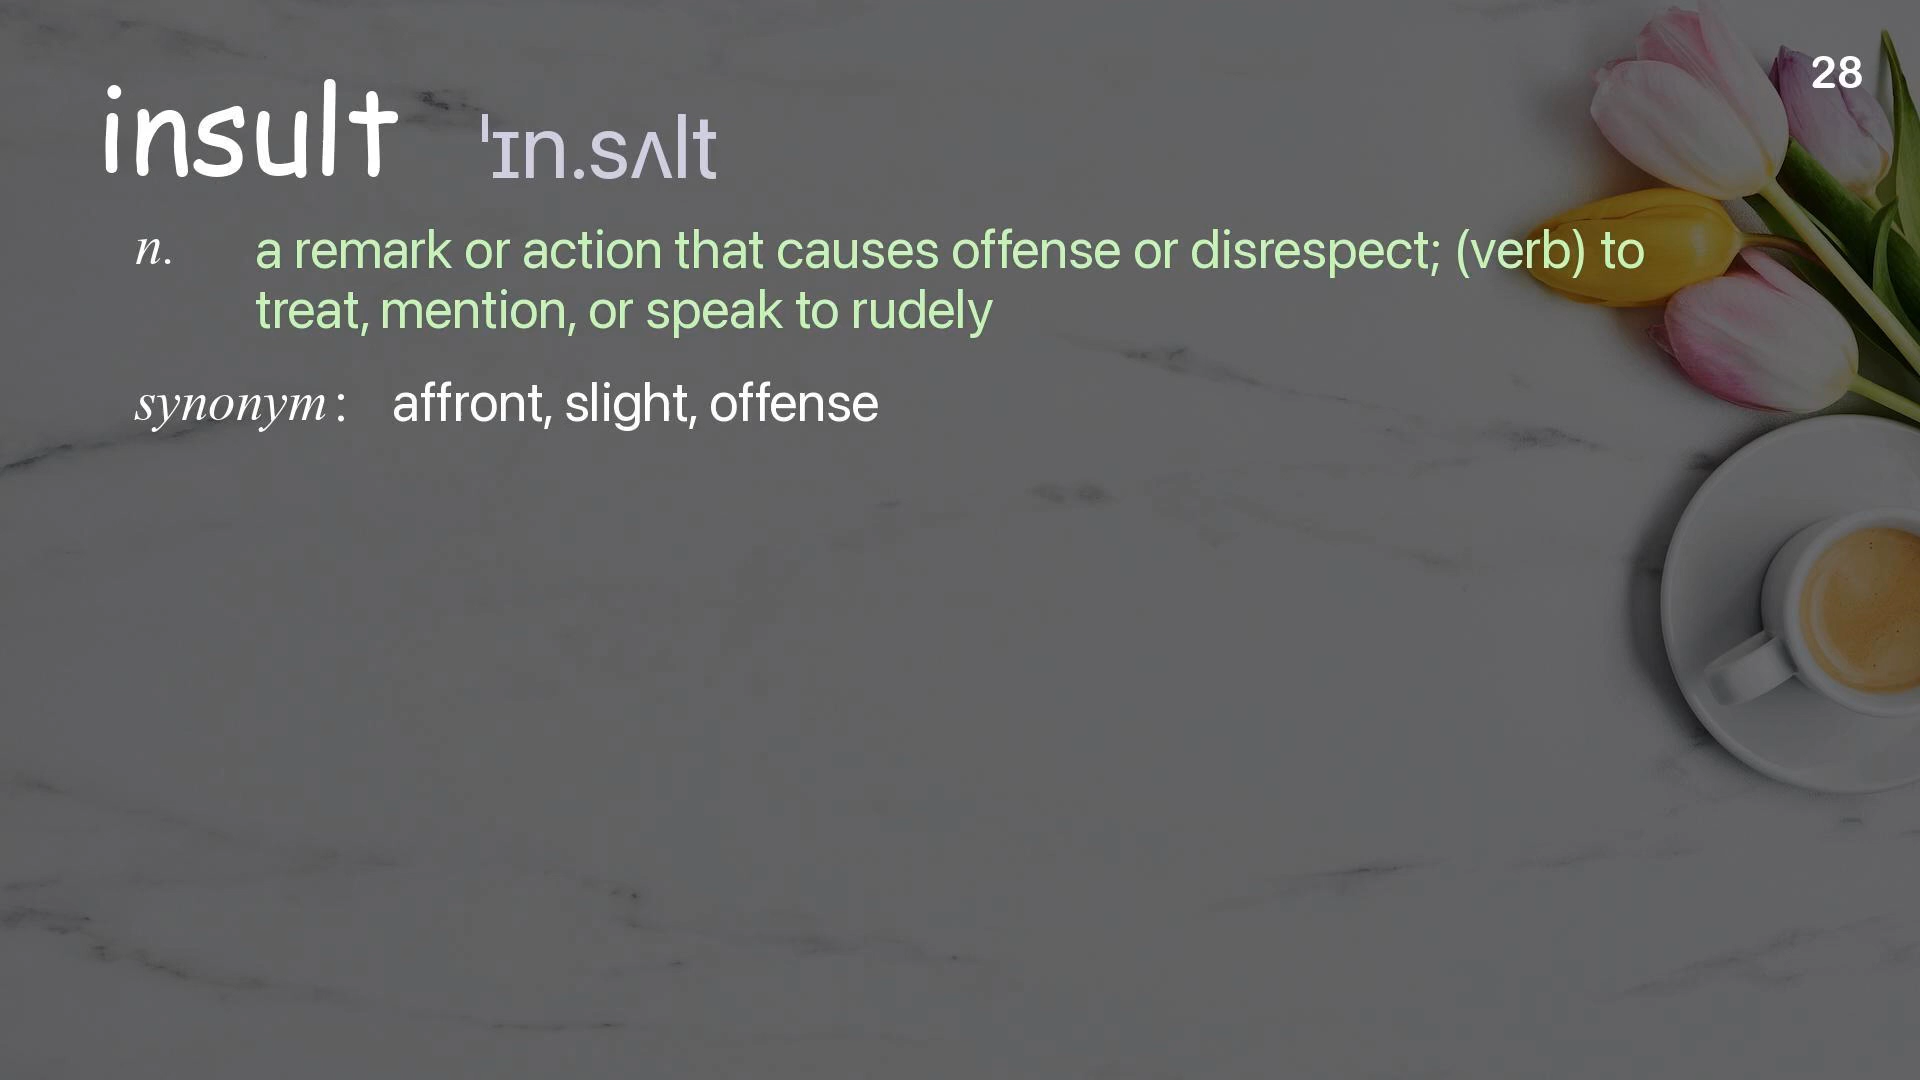 28
insult ˈɪn.sʌlt
n. a remark or action that causes offense or disrespect; (verb) to
treat, mention, or speak to rudely
synonym: affront, slight, offense